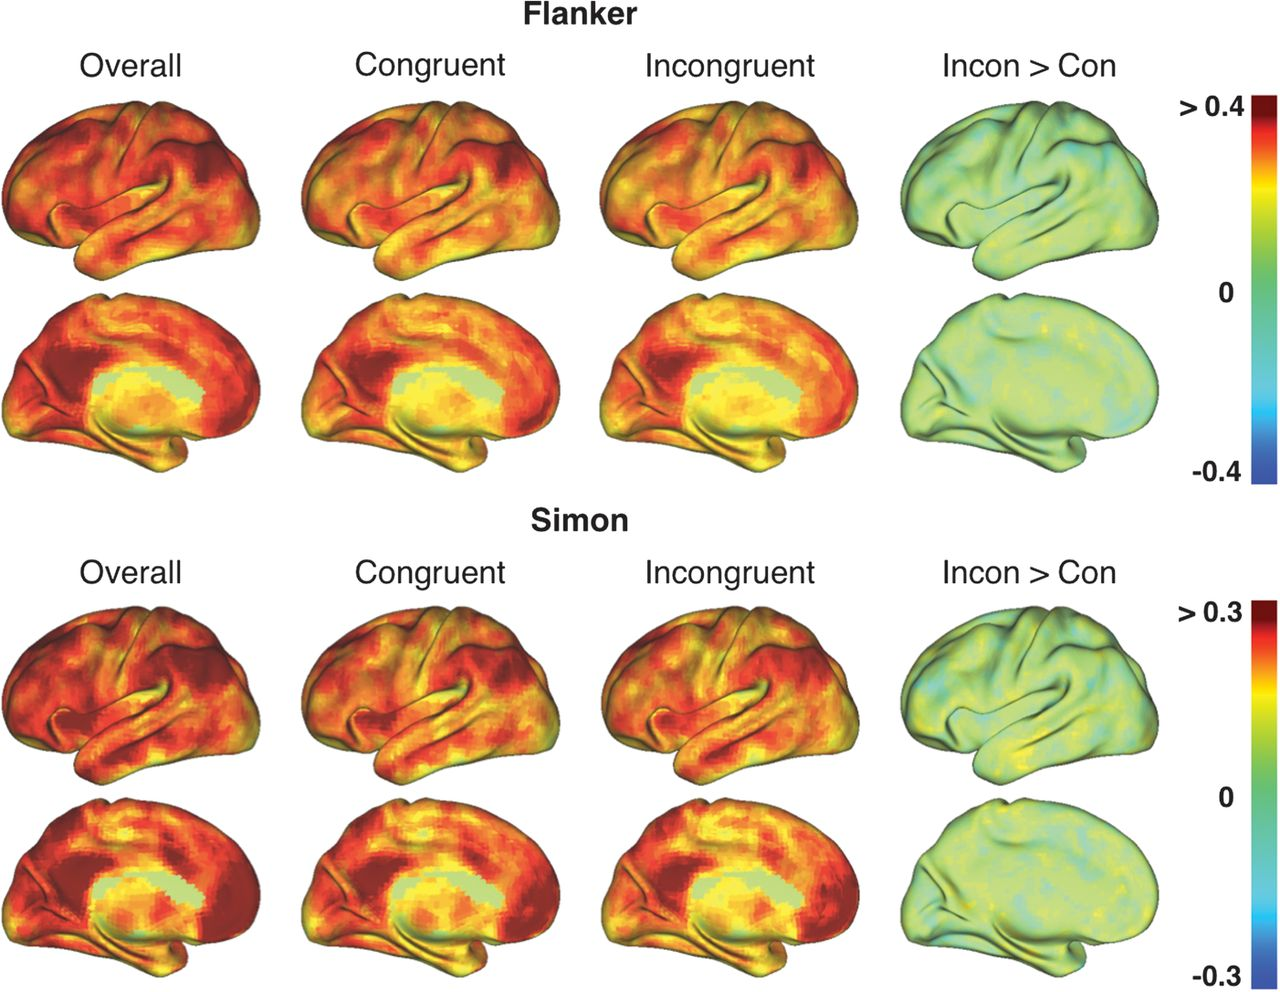 Flanker
Overall Congruent Incongruent Incon > Con
> 0.4
0
-0.4
Simon
Overall Congruent Incongruent Incon > Con
> 0.3
0
-0.3